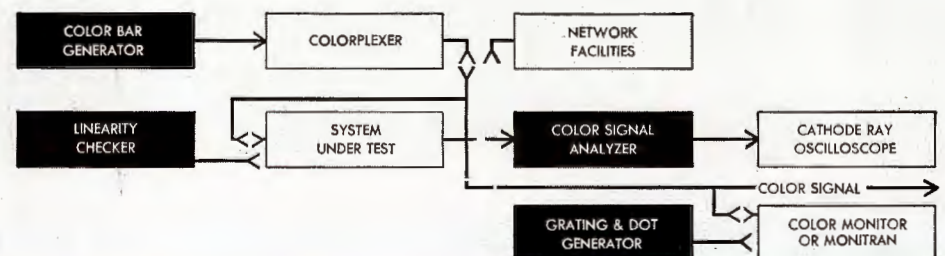 COLOR BAR
GENERATOR
COLORPLEXER
NETWORK
FACILITIES
LINEARITY
CHECKER
SYSTEM
UNDER TEST
COLOR SIGNAL
ANALYZER
CATHODE RAY
OSCILLOSCOPE
COLOR SIGNAL
GRATING & DOT
GENERATOR
COLOR MONITOR
OR MONITRAN